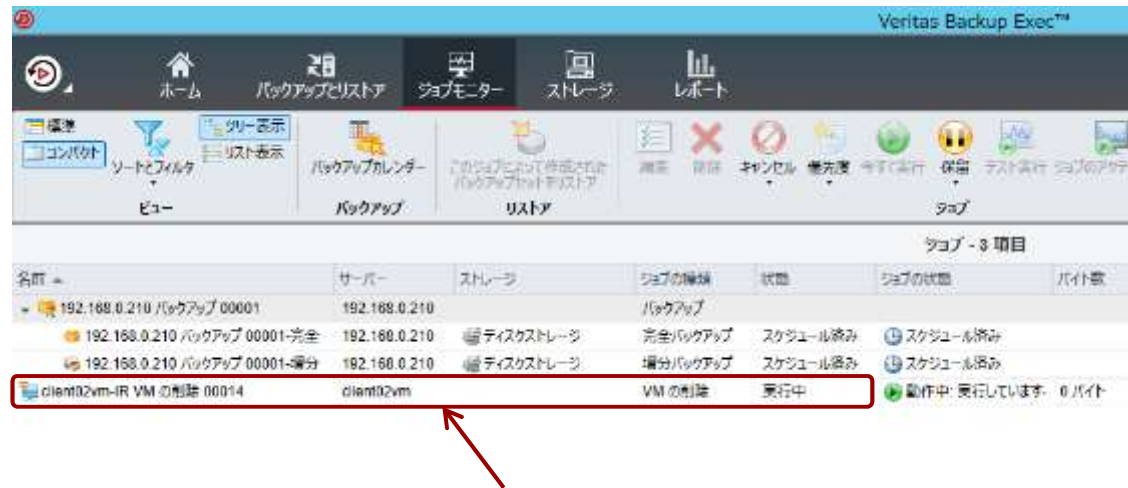 Veritas Backup Exec™
ホーム
バックアップとリストア
ジョブモニター
ストレージ
レポート
標準
コンパクト
ソートとフィルタ
ツリー表示
リスト表示
バックアップカレンダー
このジョブによって作成された
バックアップセットをリストア
編集
削除
キャンセル
優先度
今すぐ実行
保留
テスト実行
ビュー
バックアップ
リストア
ジョブ
ジョブ - 3 項目
名前 サーバー ストレージ ジョブの種類 状態 ジョブの状態 バイト数
192.168.0.210 バックアップ 00001 192.168.0.210 バックアップ
192.168.0.210 バックアップ 00001-完全 192.168.0.210 ディスクストレージ 完全バックアップ スケジュール済み スケジュール済み
192.168.0.210 バックアップ 00001-増分 192.168.0.210 ディスクストレージ 増分バックアップ スケジュール済み スケジュール済み
client02vm-IR VM の削除 00014 client02vm VM の削除 実行中 動作中: 実行しています. 0 バイト